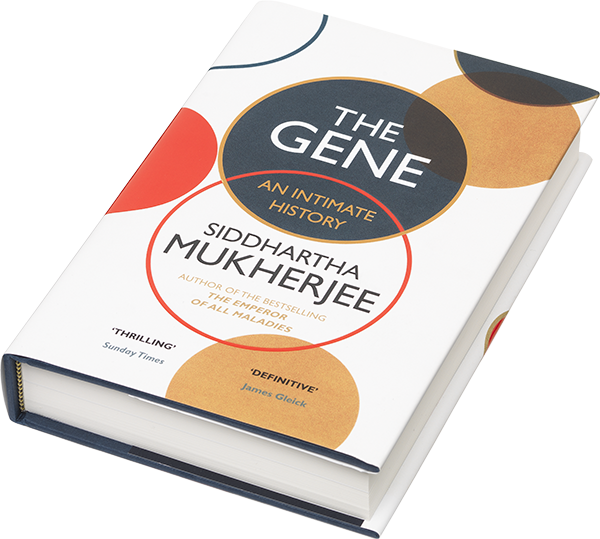 THE
GENE
AN INTIMATE
HISTORY
SIDDHARTHA
MUKHERJEE
AUTHOR OF THE BESTSELLING
THE EMPEROR
OF ALL MALADIES
'THRILLING'
Sunday Times
'DEFINITIVE'
James Gleick